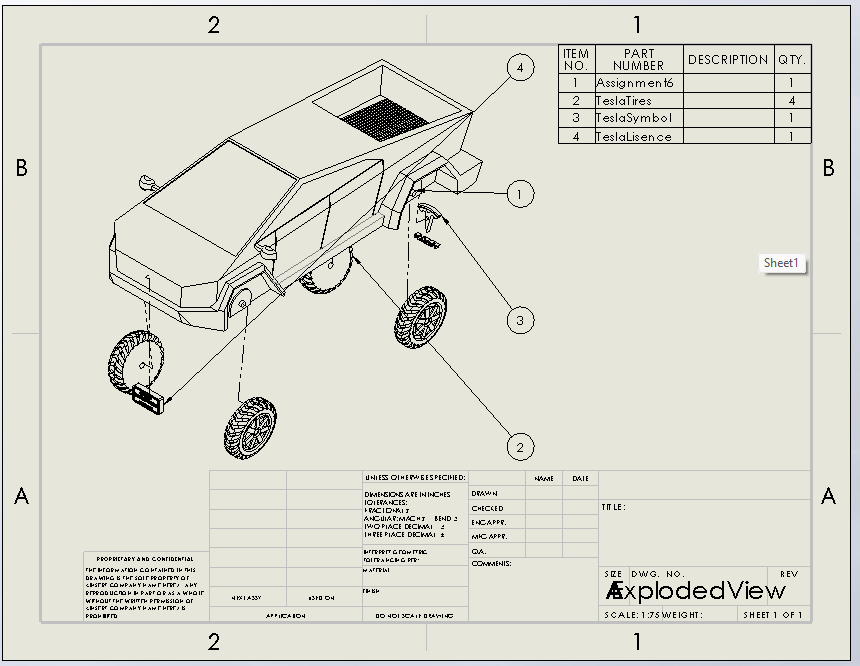 2 1
ITEM NO. PART NUMBER DESCRIPTION QTY.
1 Assignment6 1
2 TeslaTires 4
3 TeslaSymbol 1
4 TeslaLisence 1
4
B B
1
Sheet1
3
2
A A
UNLESS OTHERWISE SPECIFIED:
NAME DATE
DIMENSIONS ARE IN INCHES
TOLERANCES:
FRACTIONAL ±
ANGULAR: MACH ± BEND ±
TWO PLACE DECIMAL ±
THREE PLACE DECIMAL ±
DRAWN
CHECKED
ENG APPR.
MFG APPR.
TITLE:
INTERPRET GEOMETRIC
TOLERANCING PER:
Q.A.
COMMENTS:
MATERIAL
FINISH
PROPRIETARY AND CONFIDENTIAL
THE INFORMATION CONTAINED IN THIS
DRAWING IS THE SOLE PROPERTY OF
<INSERT COMPANY NAME HERE>. ANY
REPRODUCTION IN PART OR AS A WHOLE
WITHOUT THE WRITTEN PERMISSION OF
<INSERT COMPANY NAME HERE> IS
PROHIBITED.
NEXT ASSY USED ON
APPLICATION DO NOT SCALE DRAWING
SIZE DWG. NO. REV
A ExplodedView
SCALE: 1:75 WEIGHT: SHEET 1 OF 1
2 1